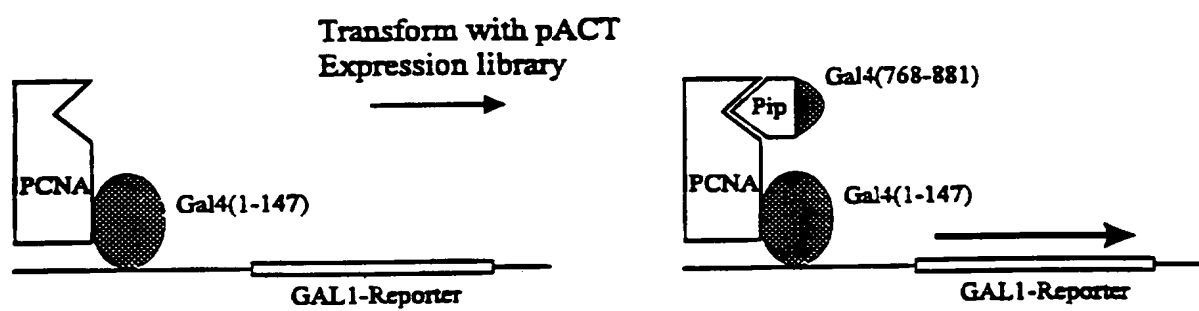 Transform with pACT
Expression library
PCNA
Gal4(1-147)
GAL1-Reporter
Gal4(768-881)
Pip
PCNA
Gal4(1-147)
GAL1-Reporter